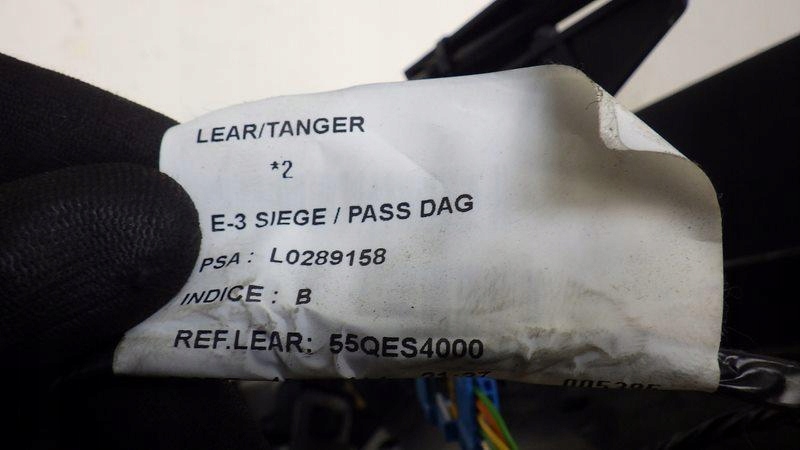 LEAR/TANGER
*2
E-3 SIEGE / PASS DAG
PSA: L0289158
INDICE: B
REF.LEAR: 55QES4000